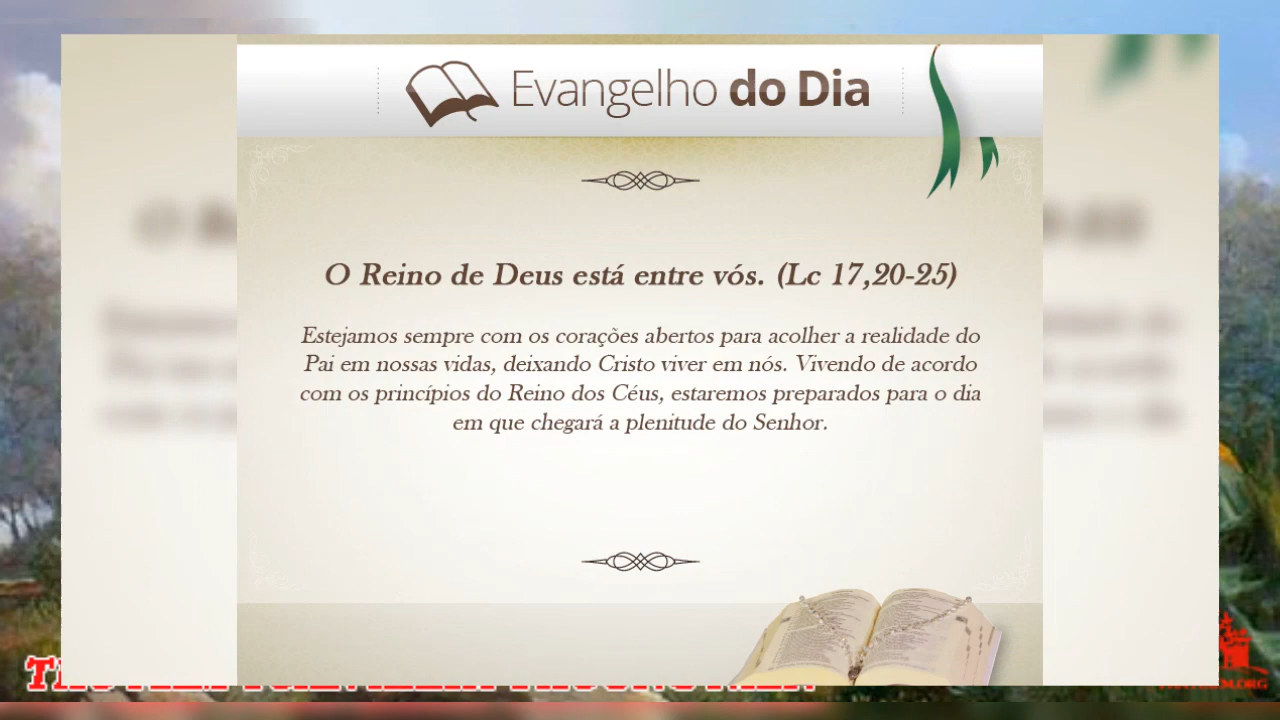 Evangelho do Dia
O Reino de Deus está entre vós. (Lc 17,20-25)
Estejamos sempre com os corações abertos para acolher a realidade do
Pai em nossas vidas, deixando Cristo viver em nós. Vivendo de acordo
com os princípios do Reino dos Céus, estaremos preparados para o dia
em que chegará a plenitude do Senhor.